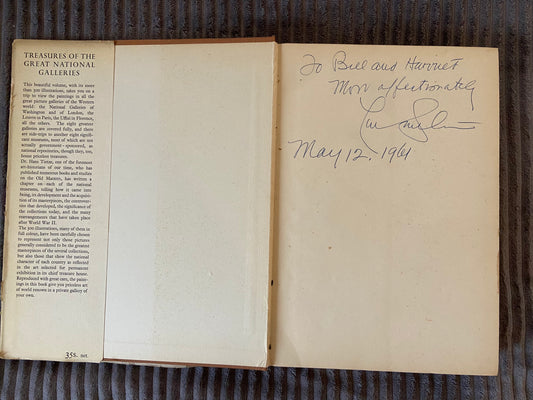 TREASURES OF THE
GREAT NATIONAL
GALLERIES
This beautiful volume, with its more
than 300 illustrations, takes you on a
trip to view the paintings in all the
great picture galleries of the Western
world: the National Galleries of
Washington and of London, the
Louvre in Paris, the Uffizi in Florence,
all the others. The eight greatest
galleries are covered fully, and there
are side-trips to another eight signifi-
cant museums, most of which are not
actually government-sponsored, as
national repositories, though they, too,
house priceless treasures.
Dr. Hans Tietze, one of the foremost
art-historians of our time, who has
published numerous books and studies
on the Old Masters, has written a
chapter on each of the national
museums, telling how it came into
being, its development and the acquisi-
tion of its masterpieces, the controver-
sies that developed, the significance of
the collections today, and the many
rearrangements that have taken place
after World War II.
The 300 illustrations, many of them in
full colour, have been carefully chosen
to represent not only those pictures
generally considered to be the greatest
masterpieces of the several collections,
but also those that show the national
character of each country as reflected
in the art selected for permanent
exhibition in its chief treasure house.
Reproduced with great care, the paint-
ings in this book give you priceless art
of world renown in a private gallery of
your own.
35s. net.
To Bill and Harriet
Most affectionately
May 12, 1961